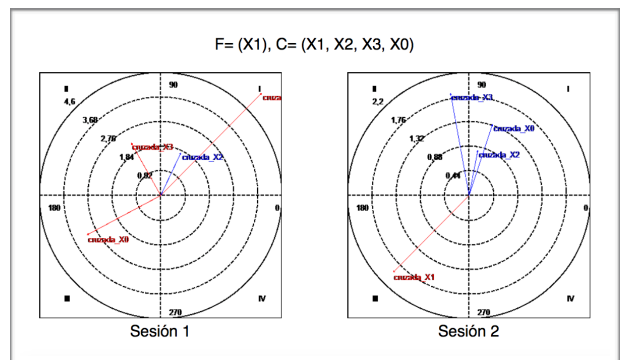 F= (X1), C= (X1, X2, X3, X0)
II
90
I
4,6
cruza
3,68
2,76
cruzada_X3
1,84
cruzada_X2
0,92
180
0
cruzada_X0
III
IV
270
Sesión 1
II
90
I
2,2
cruzada_X3
1,76
cruzada_X0
1,32
cruzada_X2
0,88
0,44
180
0
cruzada_X1
III
IV
270
Sesión 2